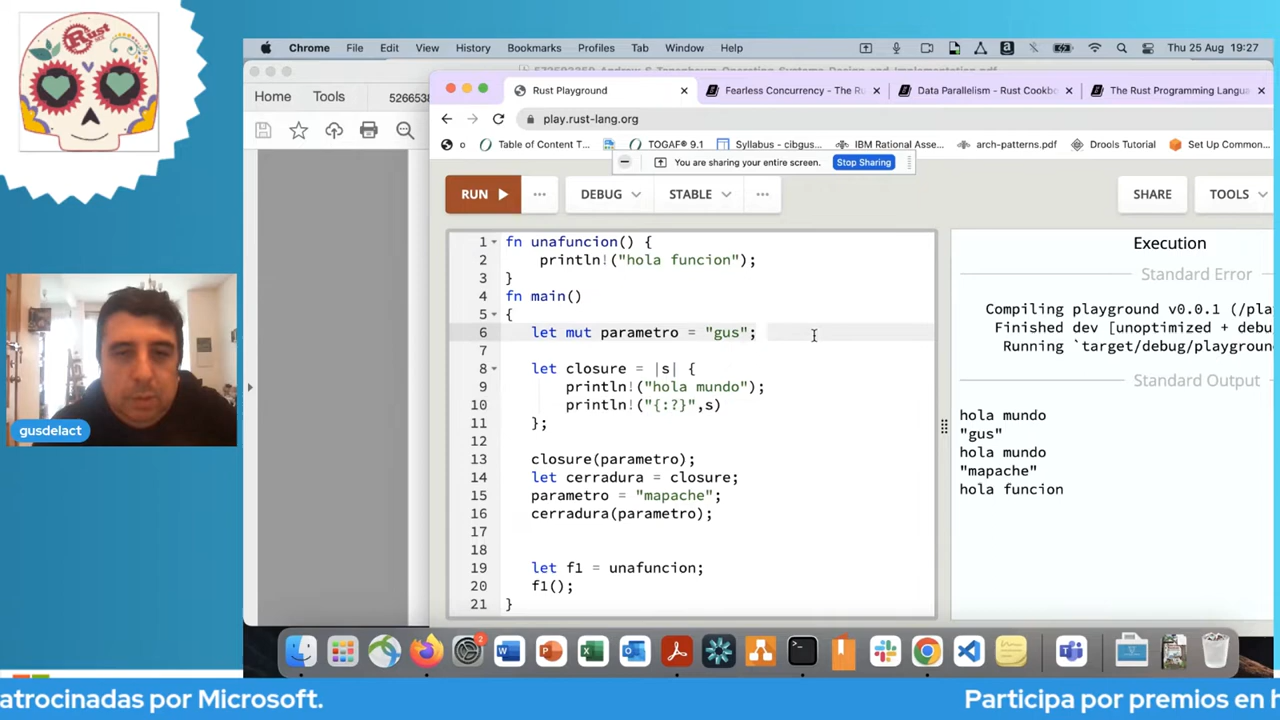 Rust
MX
Chrome File Edit View History Bookmarks Profiles Tab Window Help
Thu 25 Aug 19:27
Home Tools
Rust Playground
Fearless Concurrency - The Ru
Data Parallelism - Rust Cookbo
The Rust Programming Langua
play.rust-lang.org
o
Table of Content T...
TOGAF® 9.1
Syllabus - cibgus...
IBM Rational Asse...
arch-patterns.pdf
Drools Tutorial
Set Up Common...
You are sharing your entire screen.
Stop Sharing
RUN
...
DEBUG
STABLE
...
SHARE
TOOLS
1 fn unafuncion() {
2 println!("hola funcion");
3 }
4 fn main()
5 {
6 let mut parametro = "gus";
7
8 let closure = |s| {
9 println!("hola mundo");
10 println!("{:?}",s)
11 };
12
13 closure(parametro);
14 let cerradura = closure;
15 parametro = "mapache";
16 cerradura(parametro);
17
18
19 let f1 = unafuncion;
20 f1();
21 }
Execution
Standard Error
Compiling playground v0.0.1 (/pla
Finished dev [unoptimized + debu
Running `target/debug/playground
Standard Output
hola mundo
"gus"
hola mundo
"mapache"
hola funcion
gusdelact
2
atrocinadas por Microsoft.
Participa por premios en h